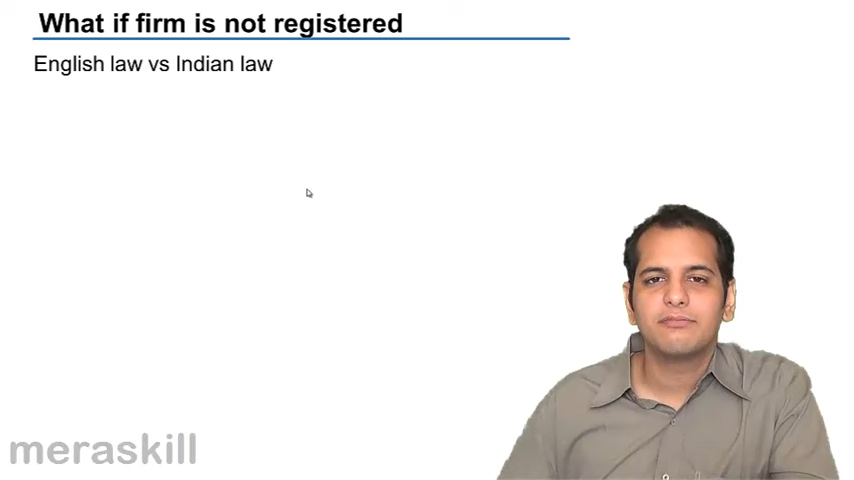 What if firm is not registered
English law vs Indian law
meraskill